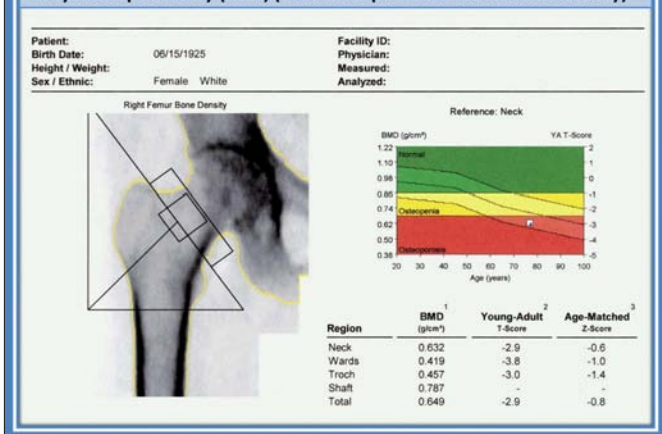 Patient:
Birth Date: 06/15/1925
Height / Weight:
Sex / Ethnic: Female White
Facility ID:
Physician:
Measured:
Analyzed:
Right Femur Bone Density
Reference: Neck
BMD (g/cm²) YA T-Score
1.22 2
1.10 1
0.98 0
0.86 -1
0.74 -2
0.62 -3
0.50 -4
0.38 -5
Normal
Osteopenia
Osteoporosis
20 30 40 50 60 70 80 90 100
Age (years)
1 2 3
BMD Young-Adult Age-Matched
Region (g/cm²) T-Score Z-Score
Neck 0.632 -2.9 -0.6
Wards 0.419 -3.8 -1.0
Troch 0.457 -3.0 -1.4
Shaft 0.787 - -
Total 0.649 -2.9 -0.8